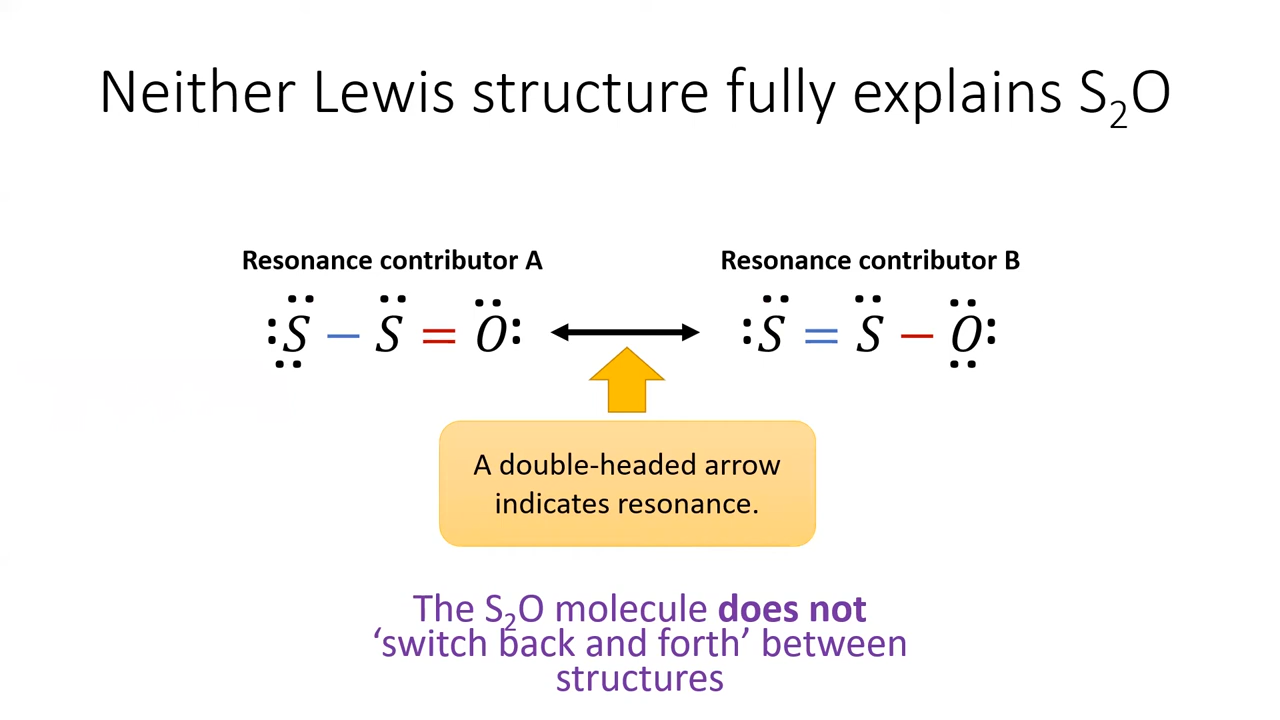 Neither Lewis structure fully explains S₂O
Resonance contributor A
Resonance contributor B
S – S = O
S = S – O
A double-headed arrow
indicates resonance.
The S₂O molecule does not
‘switch back and forth’ between
structures